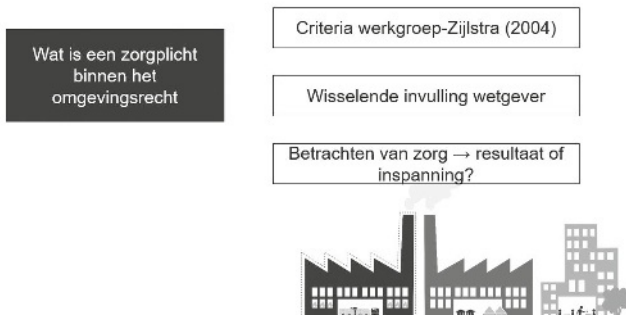 Wat is een zorgplicht
binnen het
omgevingsrecht
Criteria werkgroep-Zijlstra (2004)
Wisselende invulling wetgever
Betrachten van zorg → resultaat of
inspanning?